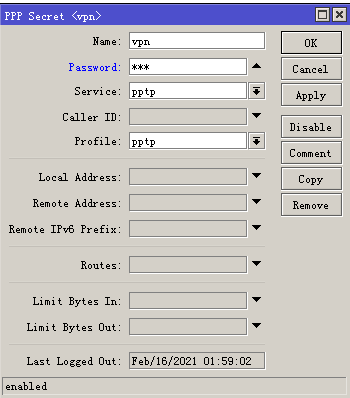 PPP Secret <vpn>
Name: vpn
OK
Password: ***
Cancel
Service: pptp
Apply
Caller ID:
Disable
Profile: pptp
Comment
Local Address:
Copy
Remote Address:
Remove
Remote IPv6 Prefix:
Routes:
Limit Bytes In:
Limit Bytes Out:
Last Logged Out: Feb/16/2021 01:59:02
enabled